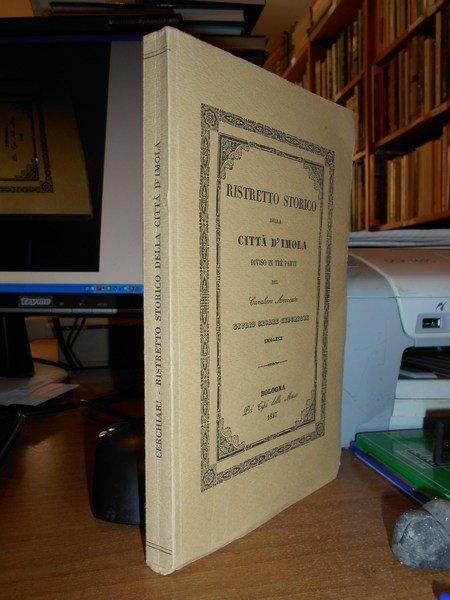 CERCHIARI - RISTRETTO STORICO DELLA CITTÀ D'IMOLA
RISTRETTO STORICO
DELLA
CITTÀ D'IMOLA
DIVISO IN TRE PARTI
DEL
Cavaliere Avvocato
GIULIO CESARE CERCHIARI
IMOLESE
BOLOGNA
Pei Tipi delle Muse
1847